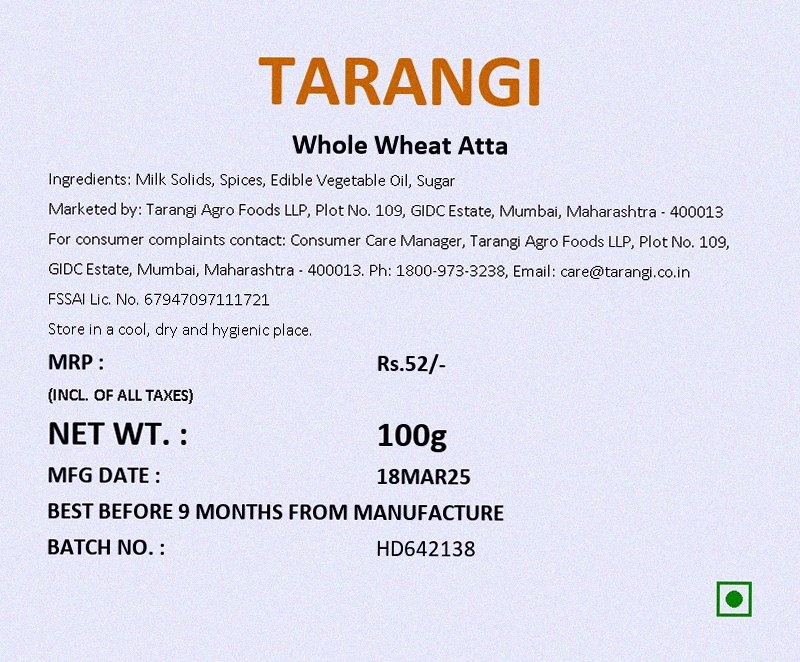 TARANGI
Whole Wheat Atta
Ingredients: Milk Solids, Spices, Edible Vegetable Oil, Sugar
Marketed by: Tarangi Agro Foods LLP, Plot No. 109, GIDC Estate, Mumbai, Maharashtra - 400013
For consumer complaints contact: Consumer Care Manager, Tarangi Agro Foods LLP, Plot No. 109,
GIDC Estate, Mumbai, Maharashtra - 400013. Ph: 1800-973-3238, Email: care@tarangi.co.in
FSSAI Lic. No. 67947097111721
Store in a cool, dry and hygienic place.
MRP : Rs.52/-
(INCL. OF ALL TAXES)
NET WT. : 100g
MFG DATE : 18MAR25
BEST BEFORE 9 MONTHS FROM MANUFACTURE
BATCH NO. : HD642138